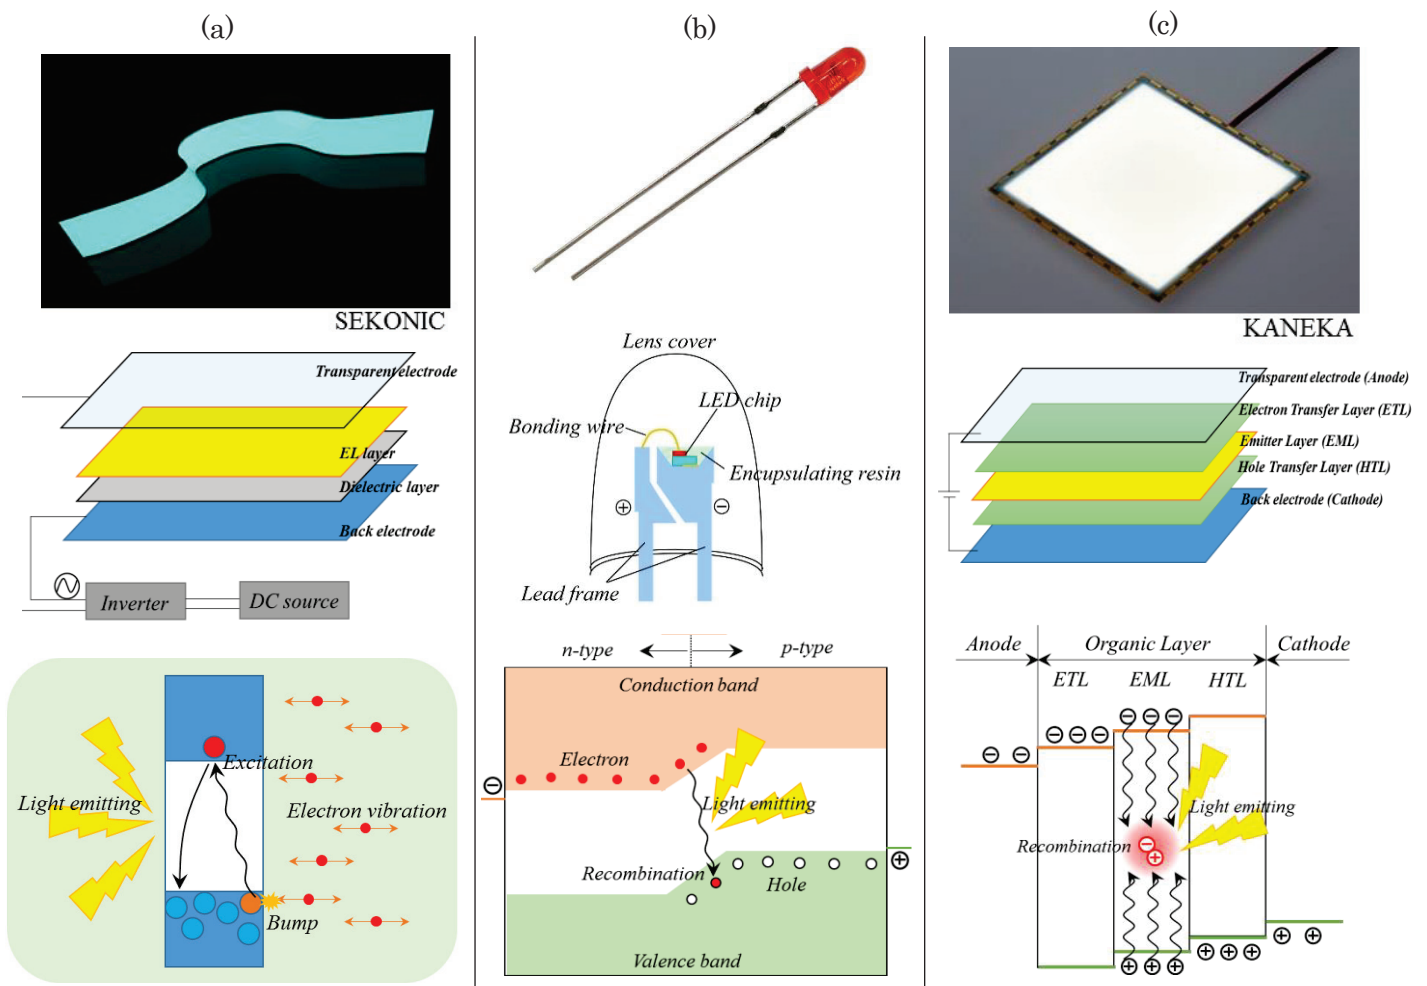 (a)
SEKONIC
Transparent electrode
EL layer
Dielectric layer
Back electrode
Inverter
DC source
Light emitting
Excitation
Electron vibration
Bump
(b)
Lens cover
LED chip
Bonding wire
Encupsulating resin
+
−
Lead frame
n-type
p-type
Conduction band
Electron
−
Light emitting
Recombination
Hole
+
Valence band
(c)
KANEKA
Transparent electrode (Anode)
Electron Transfer Layer (ETL)
Emitter Layer (EML)
Hole Transfer Layer (HTL)
Back electrode (Cathode)
Anode
Organic Layer
Cathode
ETL
EML
HTL
− − −
− − −
− −
Light emitting
Recombination
−
+
+ +
+ + +
+ + +